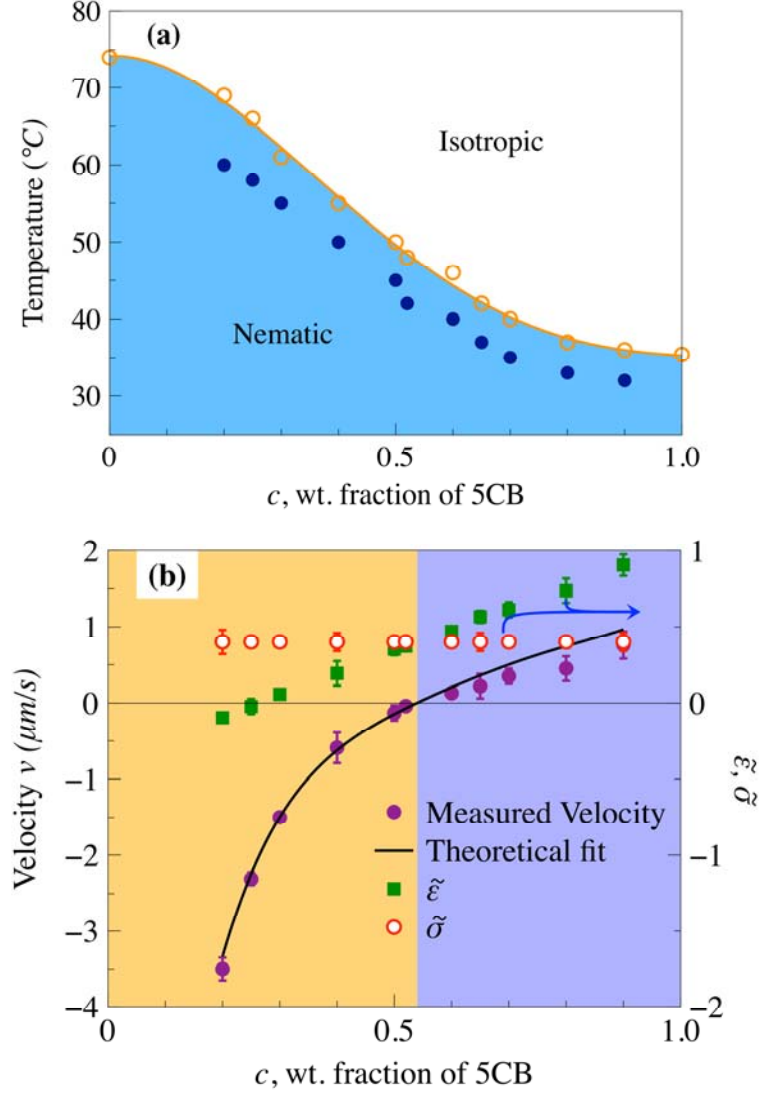 (a)
80
70
60
50
40
30
Temperature (°C)
Isotropic
Nematic
0
0.5
1.0
c, wt. fraction of 5CB
(b)
2
1
0
−1
−2
−3
−4
Velocity v (μm/s)
1
0
−1
−2
ε̃, σ̃
Measured Velocity
Theoretical fit
ε̃
σ̃
0
0.5
1.0
c, wt. fraction of 5CB